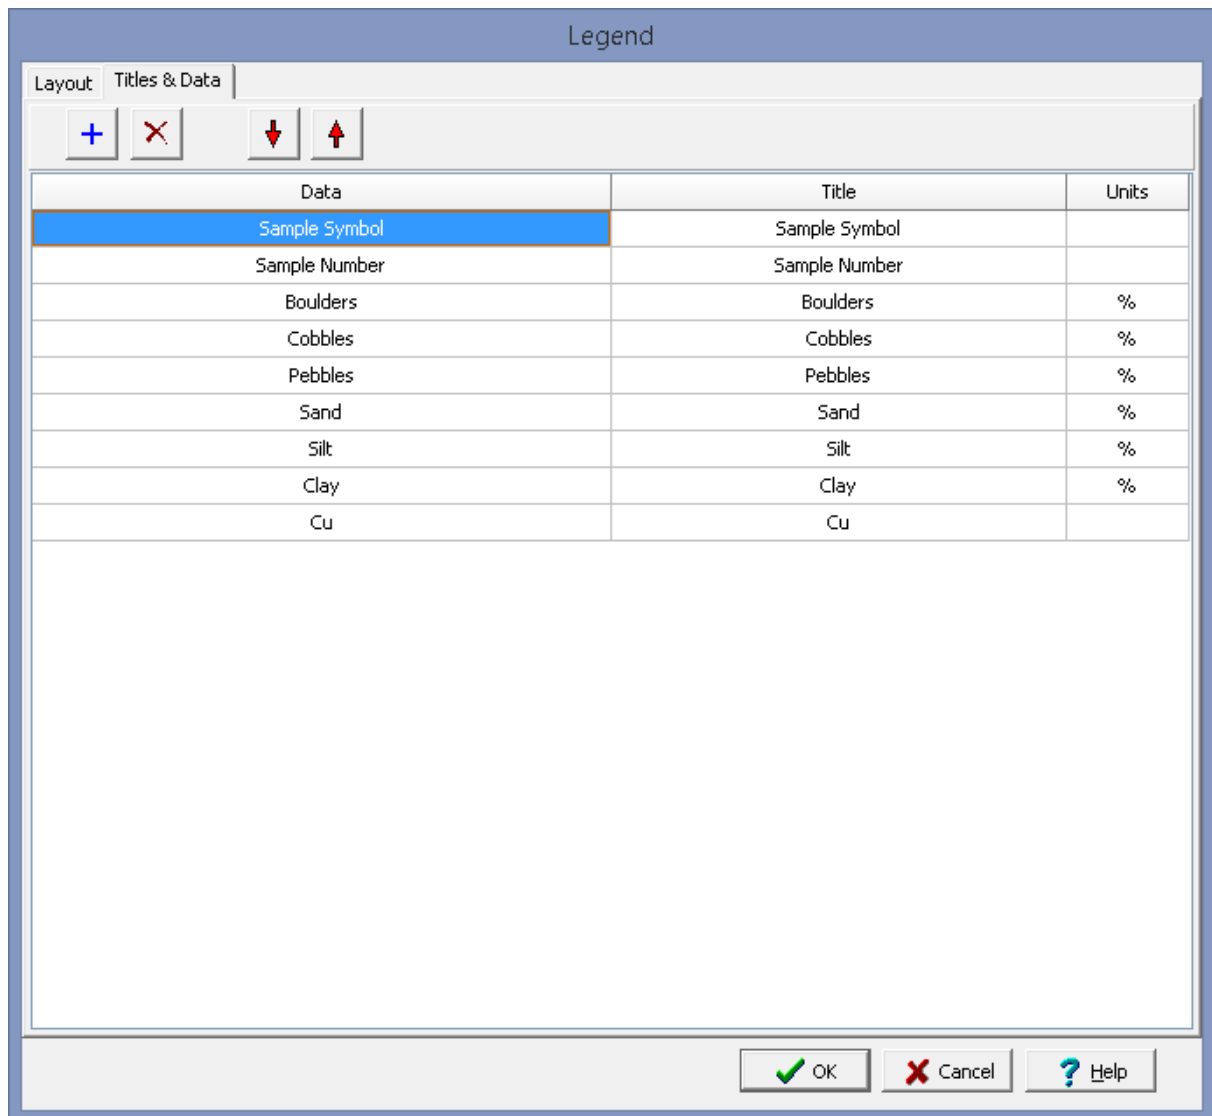 Legend
Layout Titles & Data
Data Title Units
Sample Symbol Sample Symbol
Sample Number Sample Number
Boulders Boulders %
Cobbles Cobbles %
Pebbles Pebbles %
Sand Sand %
Silt Silt %
Clay Clay %
Cu Cu
OK Cancel Help